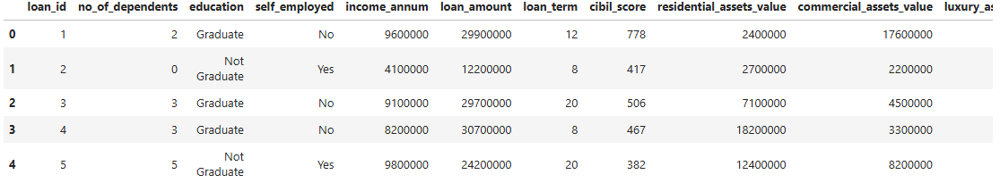 loan_id no_of_dependents education self_employed income_annum loan_amount loan_term cibil_score residential_assets_value commercial_assets_value luxury_as
0 1 2 Graduate No 9600000 29900000 12 778 2400000 17600000
1 2 0 Not Graduate Yes 4100000 12200000 8 417 2700000 2200000
2 3 3 Graduate No 9100000 29700000 20 506 7100000 4500000
3 4 3 Graduate No 8200000 30700000 8 467 18200000 3300000
4 5 5 Not Graduate Yes 9800000 24200000 20 382 12400000 8200000